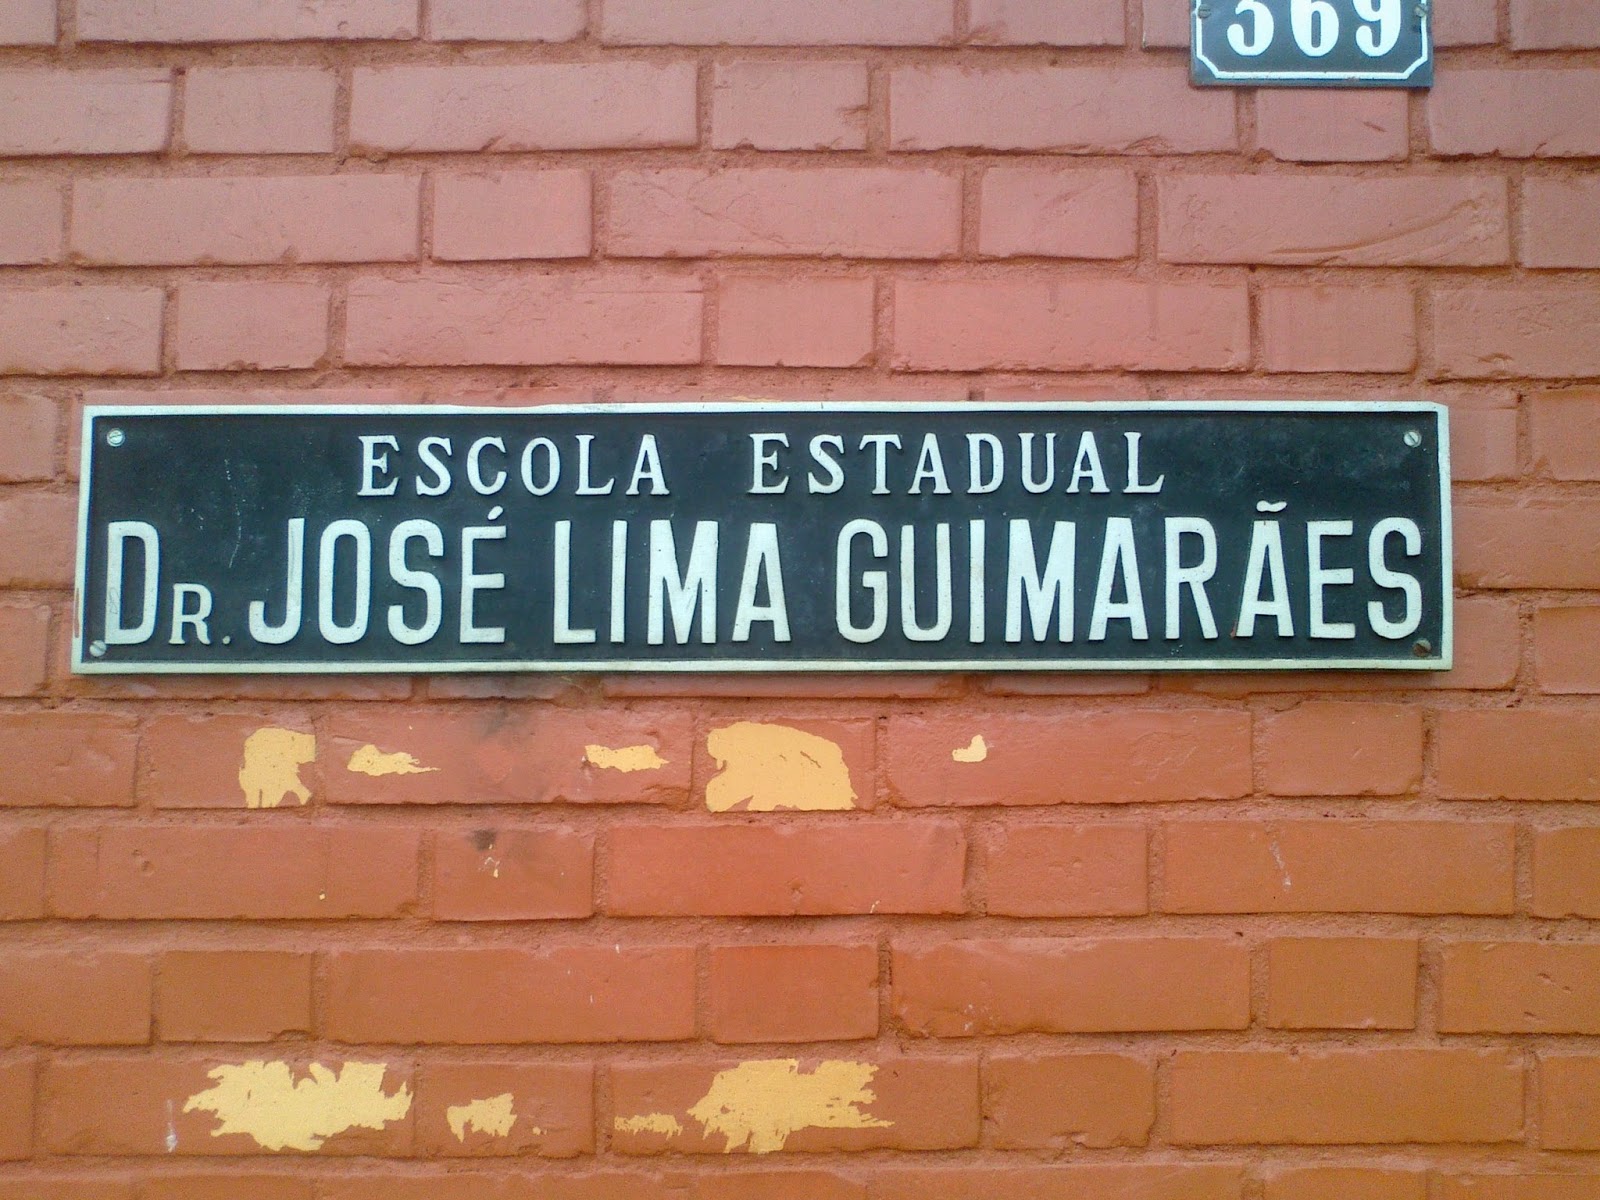 369
ESCOLA ESTADUAL
DR. JOSÉ LIMA GUIMARÃES